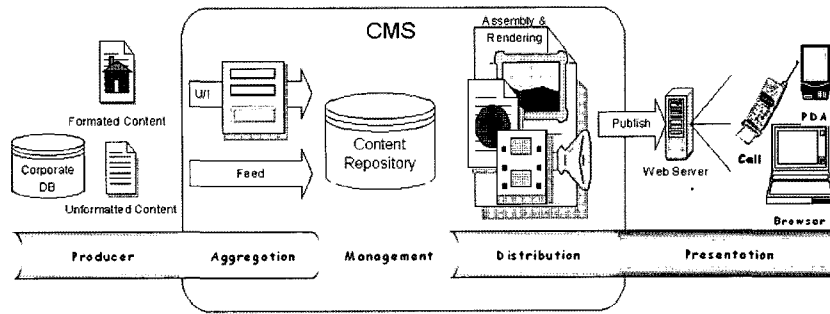 CMS
Assembly &
Rendering
U/I
Formated Content
Content
Repository
Publish
PDA
Call
Corporate
DB
Feed
Web Server
Unformatted Content
Browser
Producer
Aggregation
Management
Distribution
Presentation